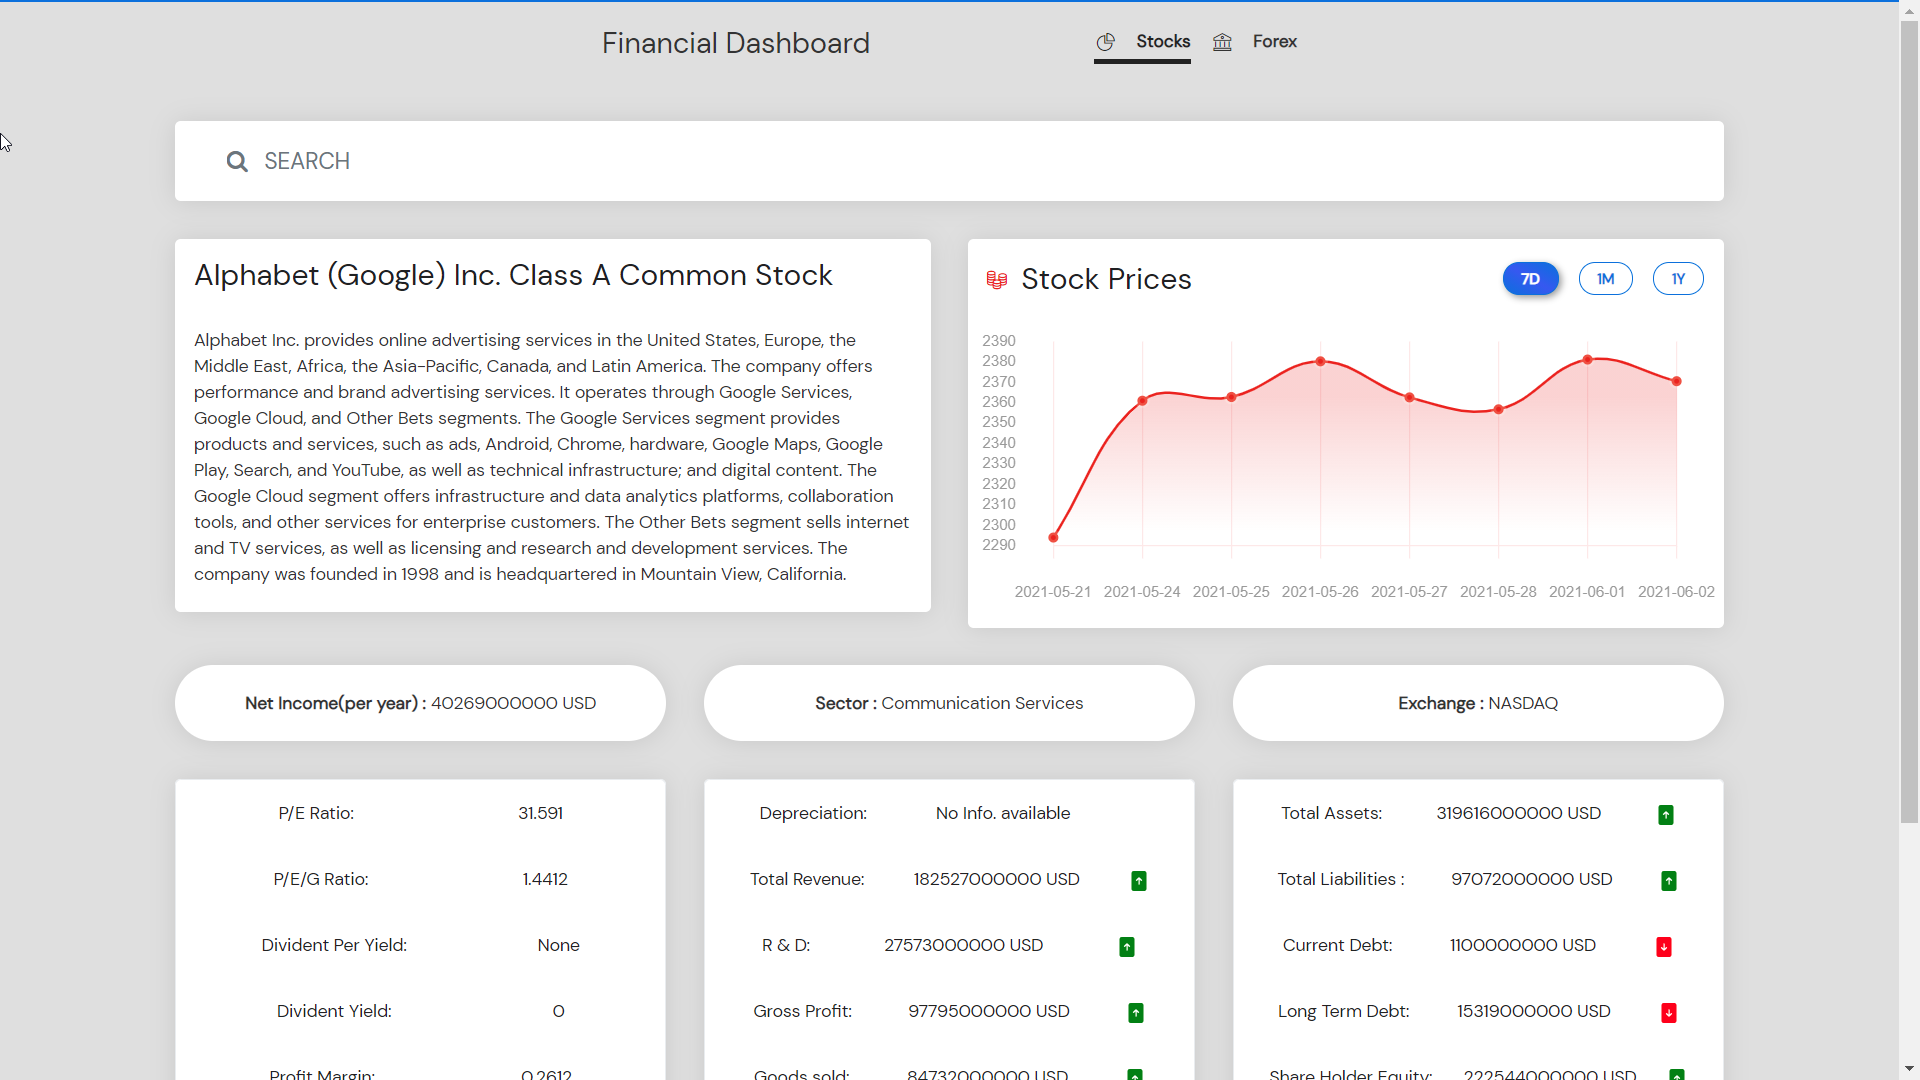 Financial Dashboard
Stocks
Forex
SEARCH
Alphabet (Google) Inc. Class A Common Stock
Alphabet Inc. provides online advertising services in the United States, Europe, the
Middle East, Africa, the Asia-Pacific, Canada, and Latin America. The company offers
performance and brand advertising services. It operates through Google Services,
Google Cloud, and Other Bets segments. The Google Services segment provides
products and services, such as ads, Android, Chrome, hardware, Google Maps, Google
Play, Search, and YouTube, as well as technical infrastructure; and digital content. The
Google Cloud segment offers infrastructure and data analytics platforms, collaboration
tools, and other services for enterprise customers. The Other Bets segment sells internet
and TV services, as well as licensing and research and development services. The
company was founded in 1998 and is headquartered in Mountain View, California.
Stock Prices
7D
1M
1Y
2390
2380
2370
2360
2350
2340
2330
2320
2310
2300
2290
2021-05-21 2021-05-24 2021-05-25 2021-05-26 2021-05-27 2021-05-28 2021-06-01 2021-06-02
Net Income(per year) : 40269000000 USD
Sector : Communication Services
Exchange : NASDAQ
P/E Ratio: 31.591
P/E/G Ratio: 1.4412
Divident Per Yield: None
Divident Yield: 0
Profit Margin: 0.2612
Depreciation: No Info. available
Total Revenue: 182527000000 USD
R & D: 27573000000 USD
Gross Profit: 97795000000 USD
Goods sold: 84732000000 USD
Total Assets: 319616000000 USD
Total Liabilities : 97072000000 USD
Current Debt: 1100000000 USD
Long Term Debt: 15319000000 USD
Share Holder Equity: 222544000000 USD